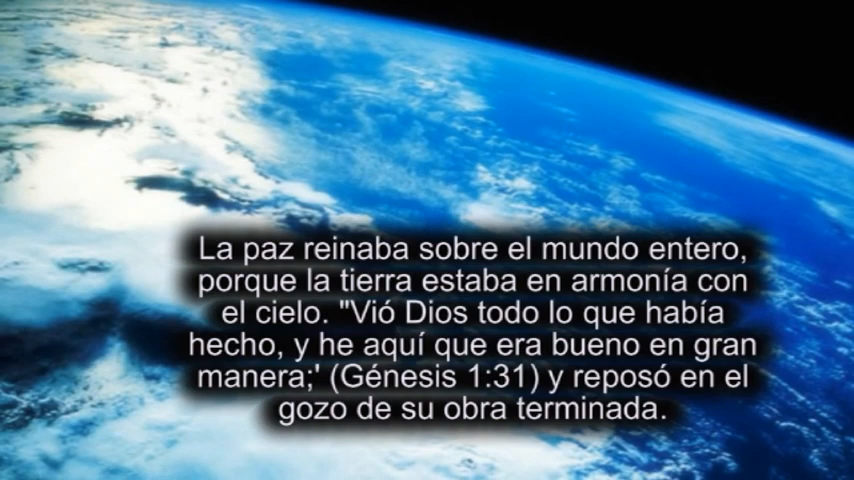 La paz reinaba sobre el mundo entero,
porque la tierra estaba en armonía con
el cielo. "Vió Dios todo lo que había
hecho, y he aquí que era bueno en gran
manera;' (Génesis 1:31) y reposó en el
gozo de su obra terminada.